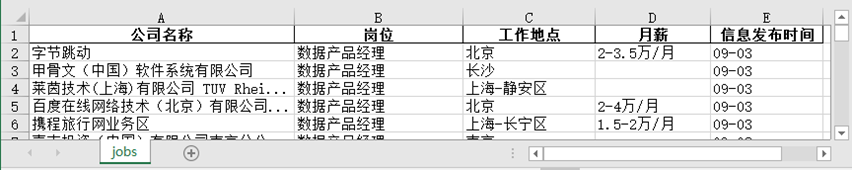 A B C D E
1 公司名称 岗位 工作地点 月薪 信息发布时间
2 字节跳动 数据产品经理 北京 2-3.5万/月 09-03
3 甲骨文（中国）软件系统有限公司 数据产品经理 长沙 09-03
4 莱茵技术(上海)有限公司 TUV Rhei... 数据产品经理 上海-静安区 09-03
5 百度在线网络技术（北京）有限公司... 数据产品经理 北京 2-4万/月 09-03
6 携程旅行网业务区 数据产品经理 上海-长宁区 1.5-2万/月 09-03
jobs